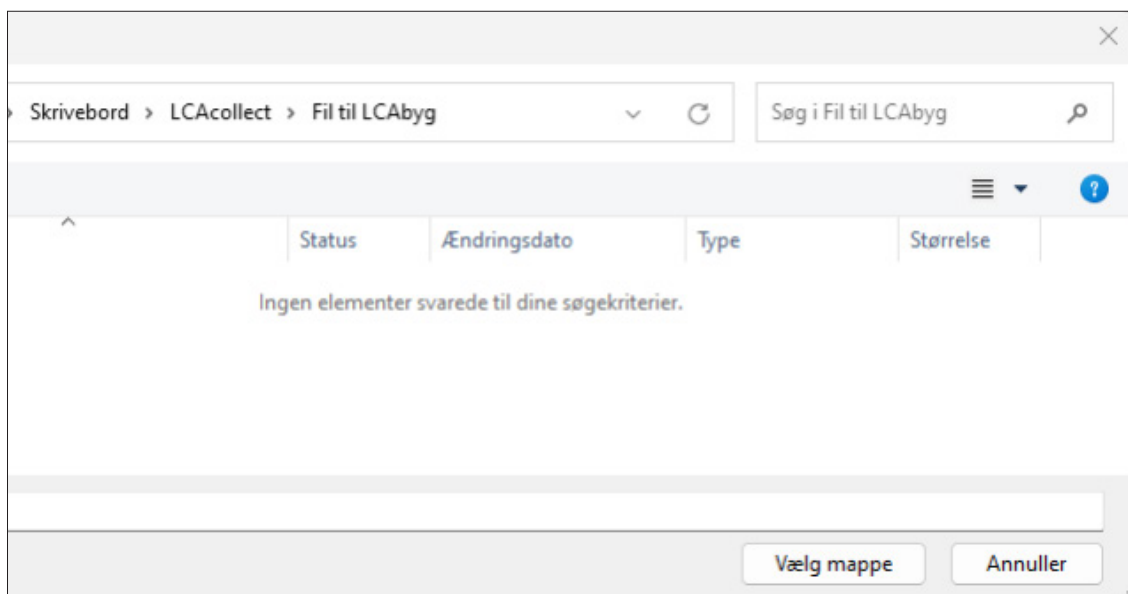 Skrivebord > LCAcollect > Fil til LCAbyg
Søg i Fil til LCAbyg
Status Ændringsdato Type Størrelse
Ingen elementer svarede til dine søgekriterier.
Vælg mappe Annuller